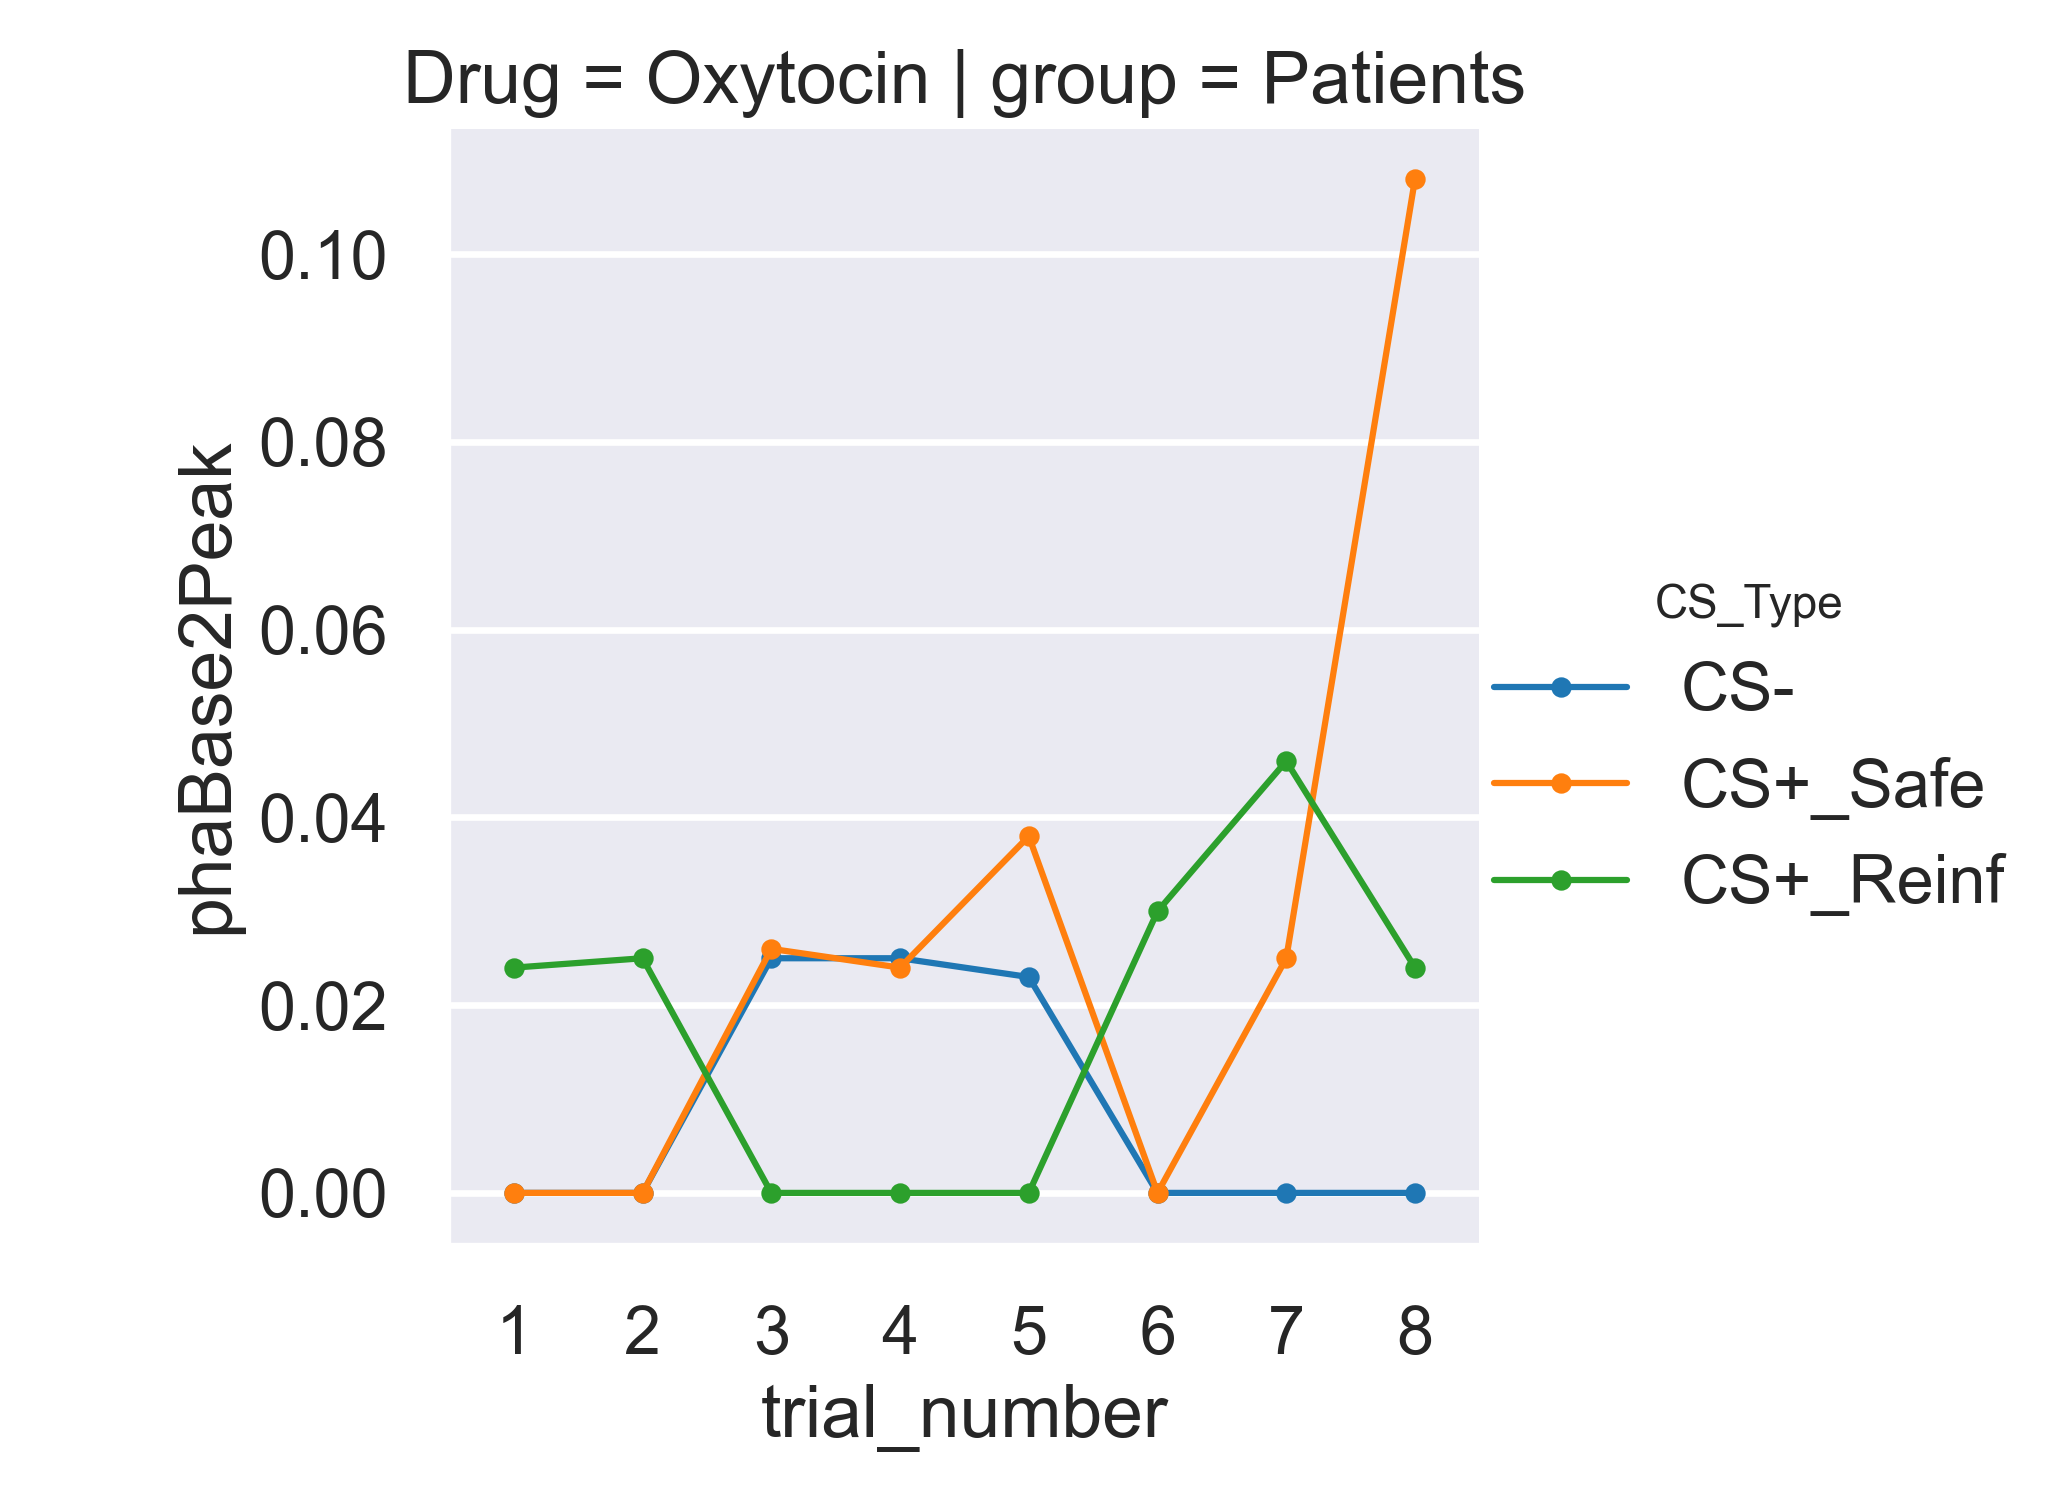 Drug = Oxytocin | group = Patients
phaBase2Peak
0.10
0.08
0.06
0.04
0.02
0.00
1 2 3 4 5 6 7 8
trial_number
CS_Type
CS-
CS+_Safe
CS+_Reinf